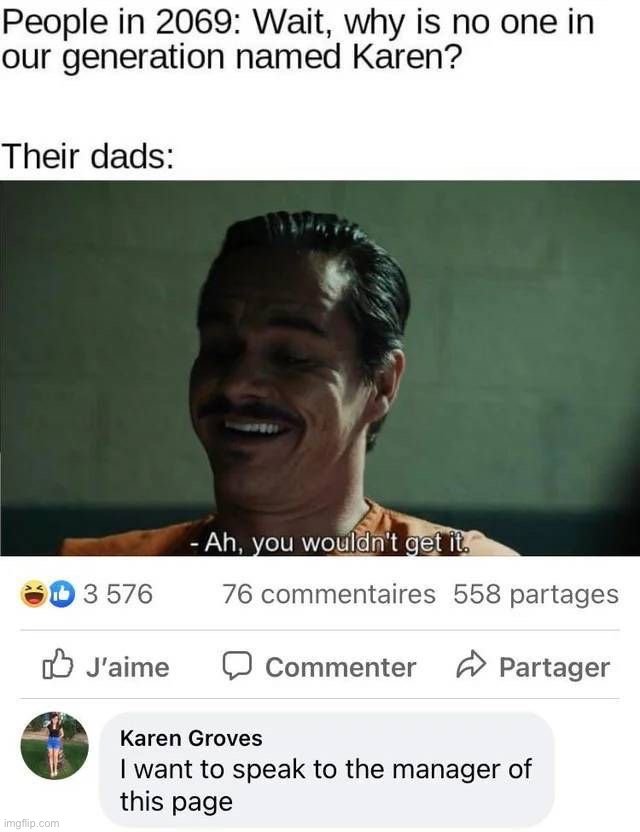 People in 2069: Wait, why is no one in
our generation named Karen?
Their dads:
- Ah, you wouldn't get it.
3 576
76 commentaires
558 partages
J'aime
Commenter
Partager
Karen Groves
I want to speak to the manager of
this page
imgflip.com